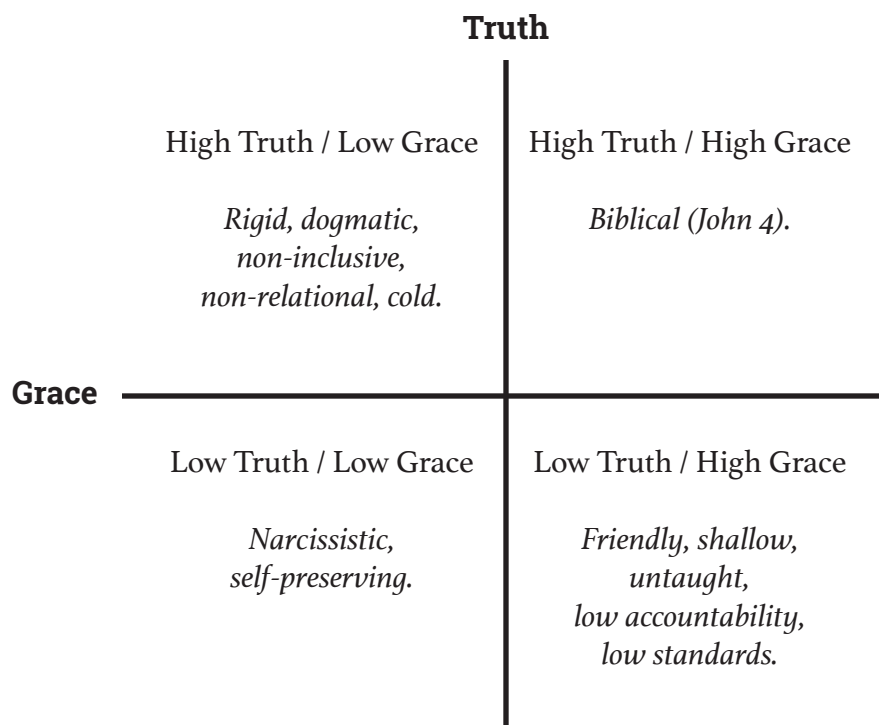 Truth
High Truth / Low Grace
Rigid, dogmatic,
non-inclusive,
non-relational, cold.
High Truth / High Grace
Biblical (John 4).
Grace
Low Truth / Low Grace
Narcissistic,
self-preserving.
Low Truth / High Grace
Friendly, shallow,
untaught,
low accountability,
low standards.